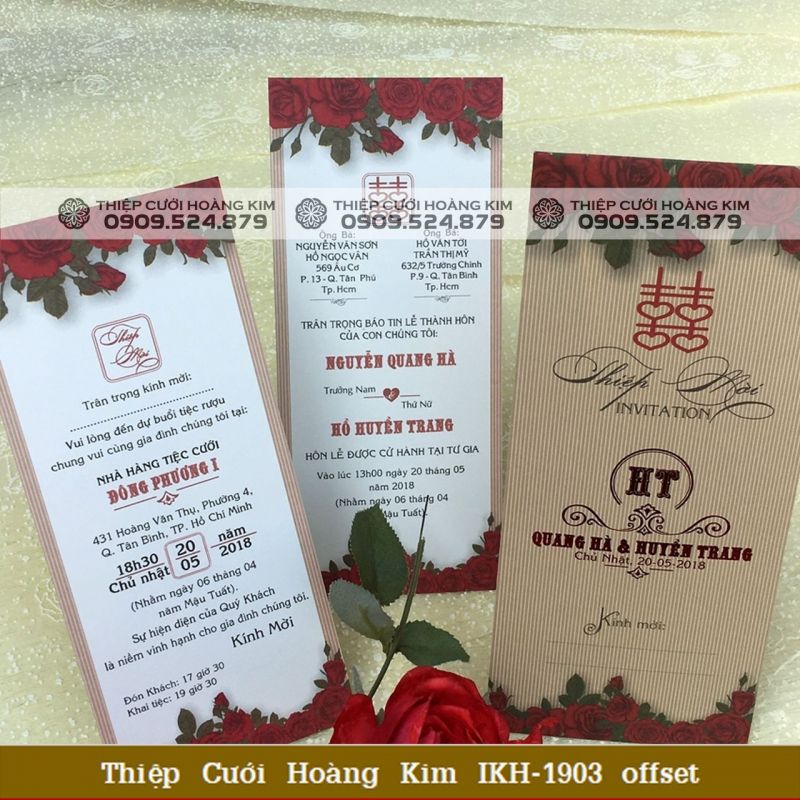 THIỆP CƯỚI HOÀNG KIM
0909.524.879
THIỆP CƯỚI HOÀNG KIM
0909.524.879
THIỆP CƯỚI HOÀNG KIM
0909.524.879
Thiệp Mời
Trân trọng kính mời:
Vui lòng đến dự buổi tiệc rượu
chung vui cùng gia đình chúng tôi tại:
NHÀ HÀNG TIỆC CƯỚI
ĐÔNG PHƯƠNG I
431 Hoàng Văn Thụ, Phường 4,
Q. Tân Bình, TP. Hồ Chí Minh
18h30 20 năm
Chủ nhật 05 2018
(Nhằm ngày 06 tháng 04
năm Mậu Tuất).
Sự hiện diện của Quý Khách
là niềm vinh hạnh cho gia đình chúng tôi.
Kính Mời
Đón Khách: 17 giờ 30
Khai tiệc: 19 giờ 30
Ông Bà:
NGUYỄN VĂN SƠN
HỒ NGỌC VÂN
569 Âu Cơ
P. 13 - Q. Tân Phú
Tp. Hcm
Ông Bà:
HỒ VĂN TỚI
TRẦN THỊ MỸ
632/5 Trường Chinh
P.9 - Q. Tân Bình
Tp. Hcm
TRÂN TRỌNG BÁO TIN LỄ THÀNH HÔN
CỦA CON CHÚNG TÔI:
NGUYỄN QUANG HÀ
Trưởng Nam & Thứ Nữ
HỒ HUYỀN TRANG
HÔN LỄ ĐƯỢC CỬ HÀNH TẠI TƯ GIA
Vào lúc 13h00 ngày 20 tháng 05
năm 2018
(Nhằm ngày 06 tháng 04
Mậu Tuất).
囍
Thiệp Mời
INVITATION
HT
QUANG HÀ & HUYỀN TRANG
Chủ Nhật, 20-05-2018
Kính mời:
Thiệp Cưới Hoàng Kim IKH-1903 offset